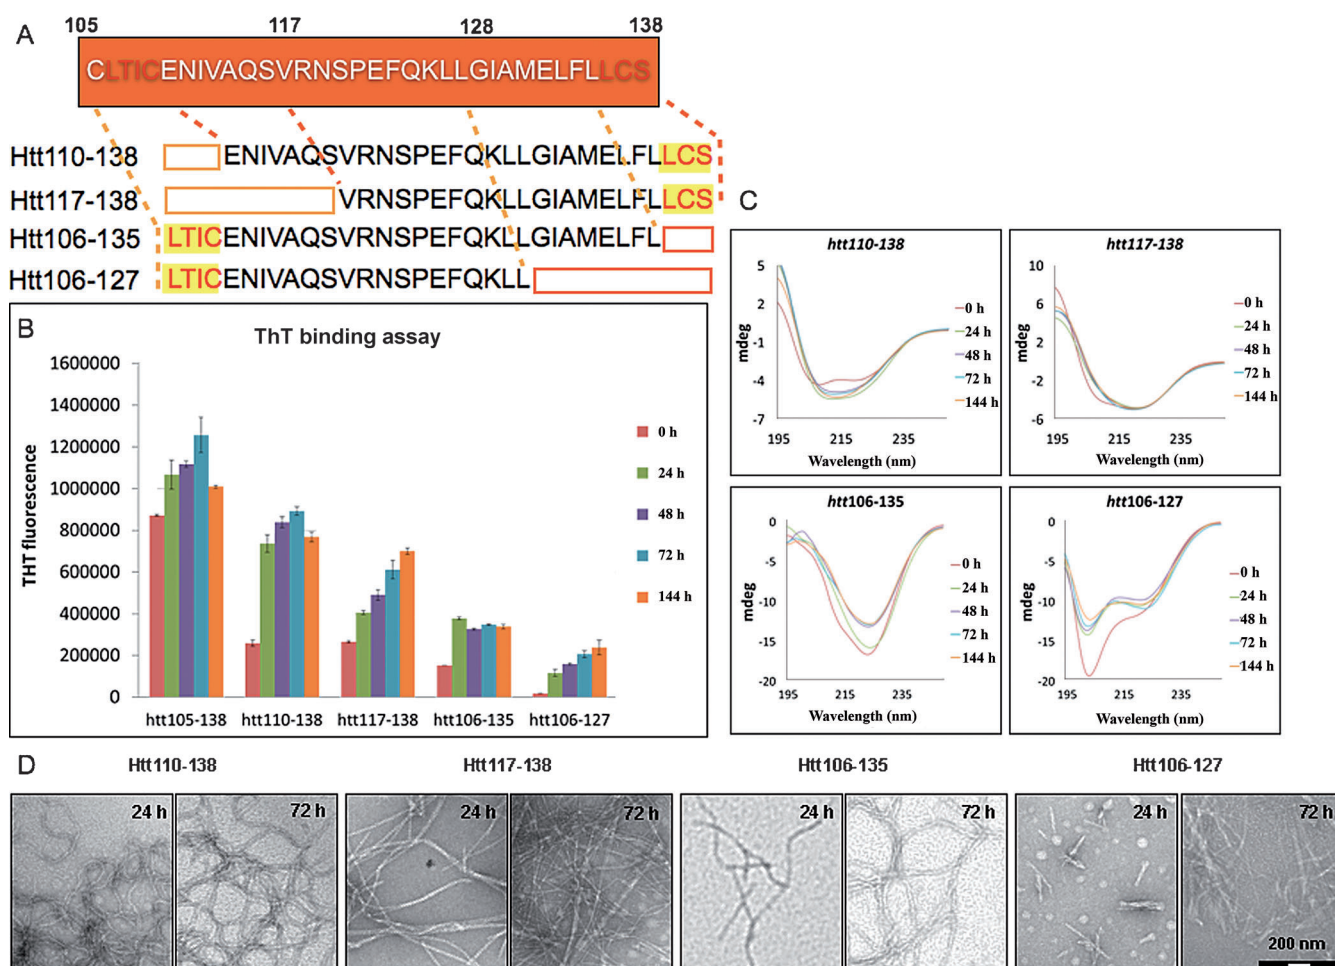 A
105 117 128 138
CLTICENIVAQSVRNSPEFQKLLGIAMELFLLCS
Htt110-138 ENIVAQSVRNSPEFQKLLGIAMELFLLCS
Htt117-138 VRNSPEFQKLLGIAMELFLLCS
Htt106-135 LTICENIVAQSVRNSPEFQKLLGIAMELFL
Htt106-127 LTICENIVAQSVRNSPEFQKLL
B
ThT binding assay
THT fluorescence
1600000
1400000
1200000
1000000
800000
600000
400000
200000
0
htt105-138 htt110-138 htt117-138 htt106-135 htt106-127
0 h
24 h
48 h
72 h
144 h
C
htt110-138
mdeg
5
2
-1
-4
-7
195 215 235
Wavelength (nm)
0 h
24 h
48 h
72 h
144 h
htt117-138
mdeg
10
6
2
-2
-6
195 215 235
Wavelength (nm)
0 h
24 h
48 h
72 h
144 h
htt106-135
mdeg
0
-5
-10
-15
-20
195 215 235
Wavelength (nm)
0 h
24 h
48 h
72 h
144 h
htt106-127
mdeg
0
-5
-10
-15
-20
195 215 235
Wavelength (nm)
0 h
24 h
48 h
72 h
144 h
D
Htt110-138 Htt117-138 Htt106-135 Htt106-127
24 h 72 h 24 h 72 h 24 h 72 h 24 h 72 h
200 nm